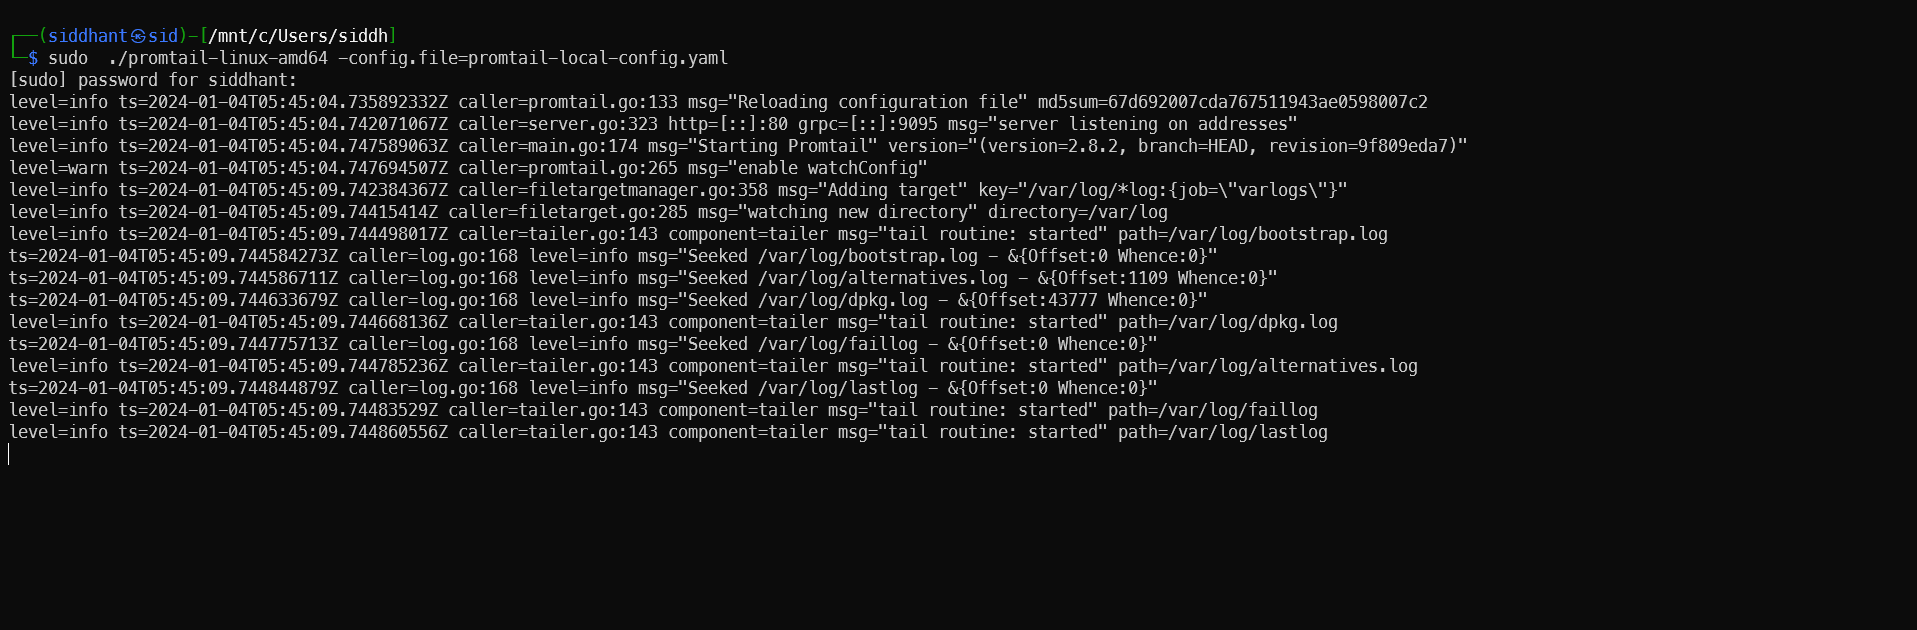 ┌──(siddhant㉿sid)-[/mnt/c/Users/siddh]
└─$ sudo  ./promtail-linux-amd64 -config.file=promtail-local-config.yaml
[sudo] password for siddhant:
level=info ts=2024-01-04T05:45:04.735892332Z caller=promtail.go:133 msg="Reloading configuration file" md5sum=67d692007cda767511943ae0598007c2
level=info ts=2024-01-04T05:45:04.742071067Z caller=server.go:323 http=[::]:80 grpc=[::]:9095 msg="server listening on addresses"
level=info ts=2024-01-04T05:45:04.747589063Z caller=main.go:174 msg="Starting Promtail" version="(version=2.8.2, branch=HEAD, revision=9f809eda7)"
level=warn ts=2024-01-04T05:45:04.747694507Z caller=promtail.go:265 msg="enable watchConfig"
level=info ts=2024-01-04T05:45:09.742384367Z caller=filetargetmanager.go:358 msg="Adding target" key="/var/log/*log:{job=\"varlogs\"}"
level=info ts=2024-01-04T05:45:09.74415414Z caller=filetarget.go:285 msg="watching new directory" directory=/var/log
level=info ts=2024-01-04T05:45:09.744498017Z caller=tailer.go:143 component=tailer msg="tail routine: started" path=/var/log/bootstrap.log
ts=2024-01-04T05:45:09.744584273Z caller=log.go:168 level=info msg="Seeked /var/log/bootstrap.log - &{Offset:0 Whence:0}"
ts=2024-01-04T05:45:09.744586711Z caller=log.go:168 level=info msg="Seeked /var/log/alternatives.log - &{Offset:1109 Whence:0}"
ts=2024-01-04T05:45:09.744633679Z caller=log.go:168 level=info msg="Seeked /var/log/dpkg.log - &{Offset:43777 Whence:0}"
level=info ts=2024-01-04T05:45:09.744668136Z caller=tailer.go:143 component=tailer msg="tail routine: started" path=/var/log/dpkg.log
ts=2024-01-04T05:45:09.744775713Z caller=log.go:168 level=info msg="Seeked /var/log/faillog - &{Offset:0 Whence:0}"
level=info ts=2024-01-04T05:45:09.744785236Z caller=tailer.go:143 component=tailer msg="tail routine: started" path=/var/log/alternatives.log
ts=2024-01-04T05:45:09.744844879Z caller=log.go:168 level=info msg="Seeked /var/log/lastlog - &{Offset:0 Whence:0}"
level=info ts=2024-01-04T05:45:09.74483529Z caller=tailer.go:143 component=tailer msg="tail routine: started" path=/var/log/faillog
level=info ts=2024-01-04T05:45:09.744860556Z caller=tailer.go:143 component=tailer msg="tail routine: started" path=/var/log/lastlog